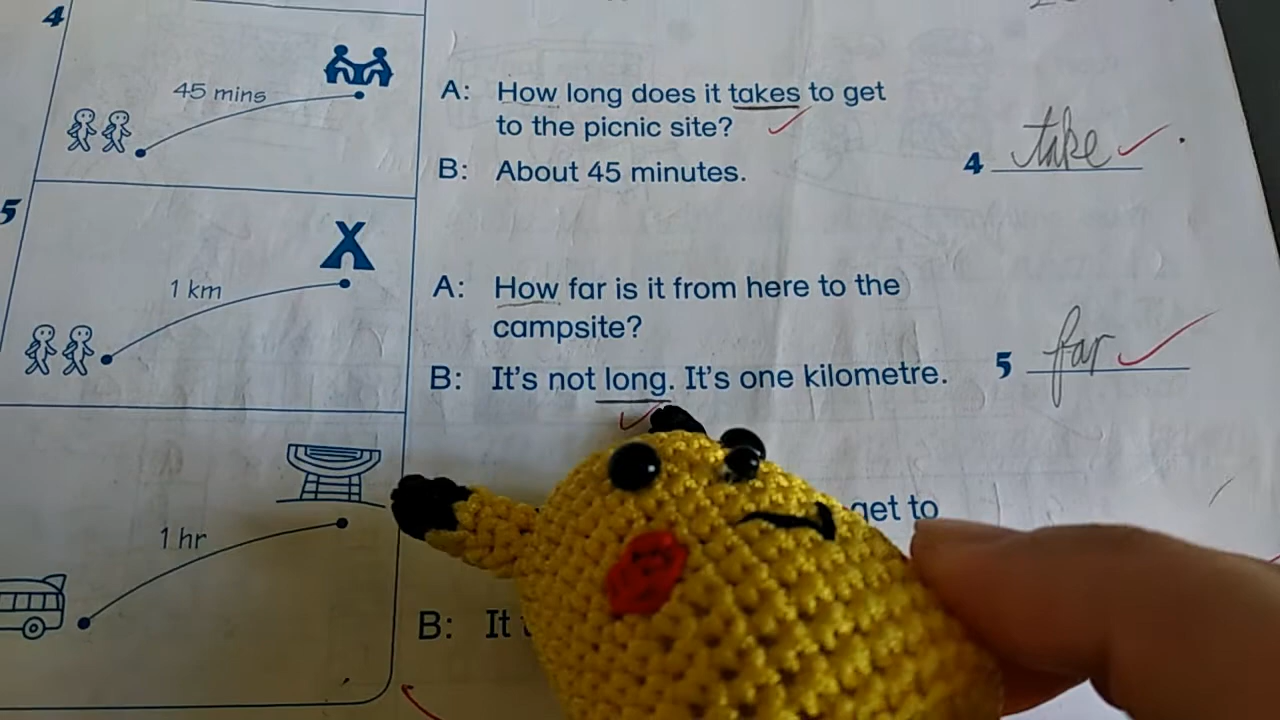 4
45 mins
A: How long does it takes to get
to the picnic site?
B: About 45 minutes.
4 take
5
1 km
A: How far is it from here to the
campsite?
B: It's not long. It's one kilometre.
5 far
1 hr
get to
B: It